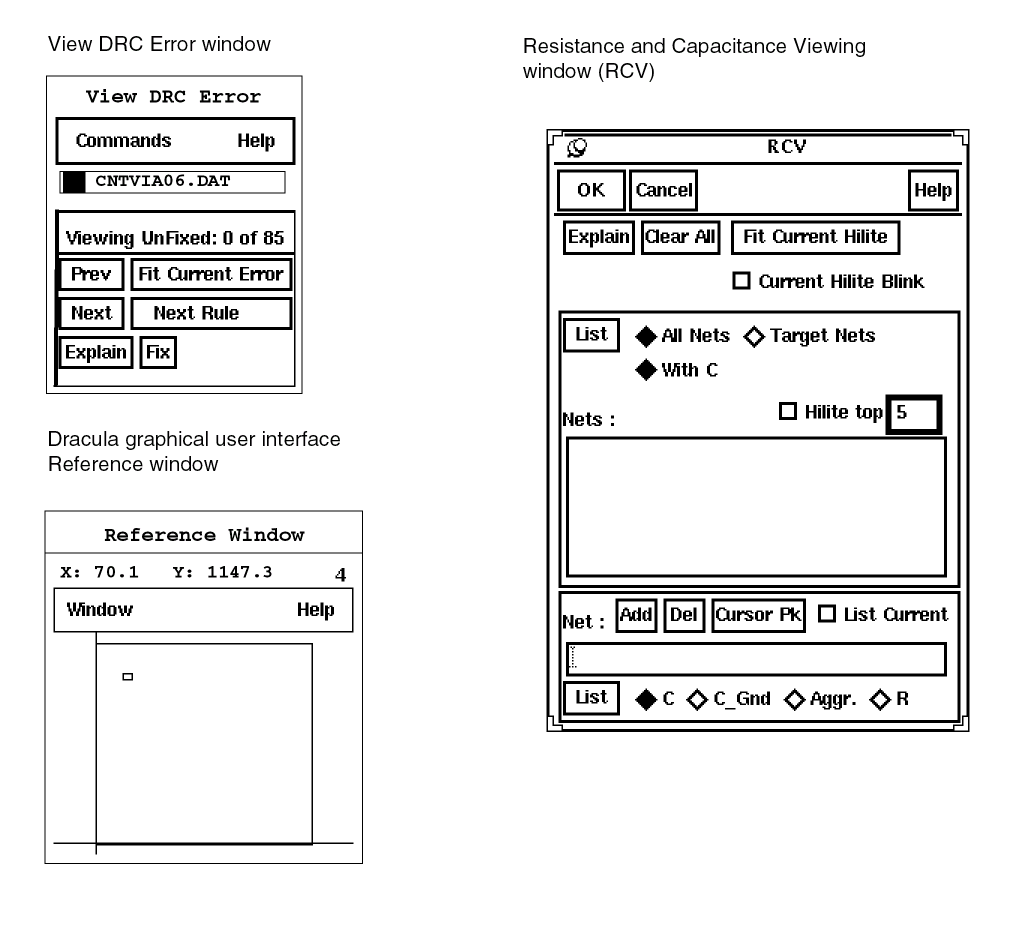 View DRC Error window
View DRC Error
Commands Help
CNTVIA06.DAT
Viewing UnFixed: 0 of 85
Prev Fit Current Error
Next Next Rule
Explain Fix
Dracula graphical user interface
Reference window
Reference Window
X: 70.1 Y: 1147.3 4
Window Help
Resistance and Capacitance Viewing
window (RCV)
RCV
OK Cancel Help
Explain Clear All Fit Current Hilite
Current Hilite Blink
List All Nets Target Nets
With C
Nets : Hilite top 5
Net : Add Del Cursor Pk List Current
List C C_Gnd Aggr. R